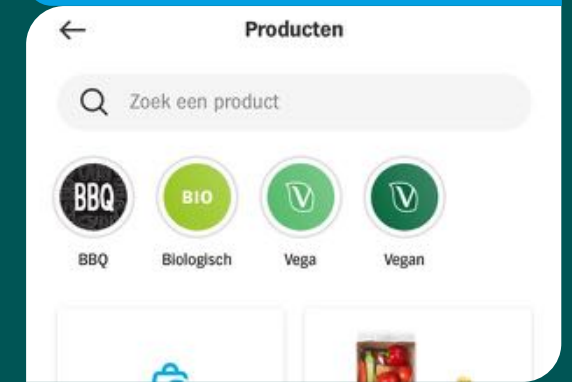 Producten
Zoek een product
BBQ BIO V V
BBQ Biologisch Vega Vegan